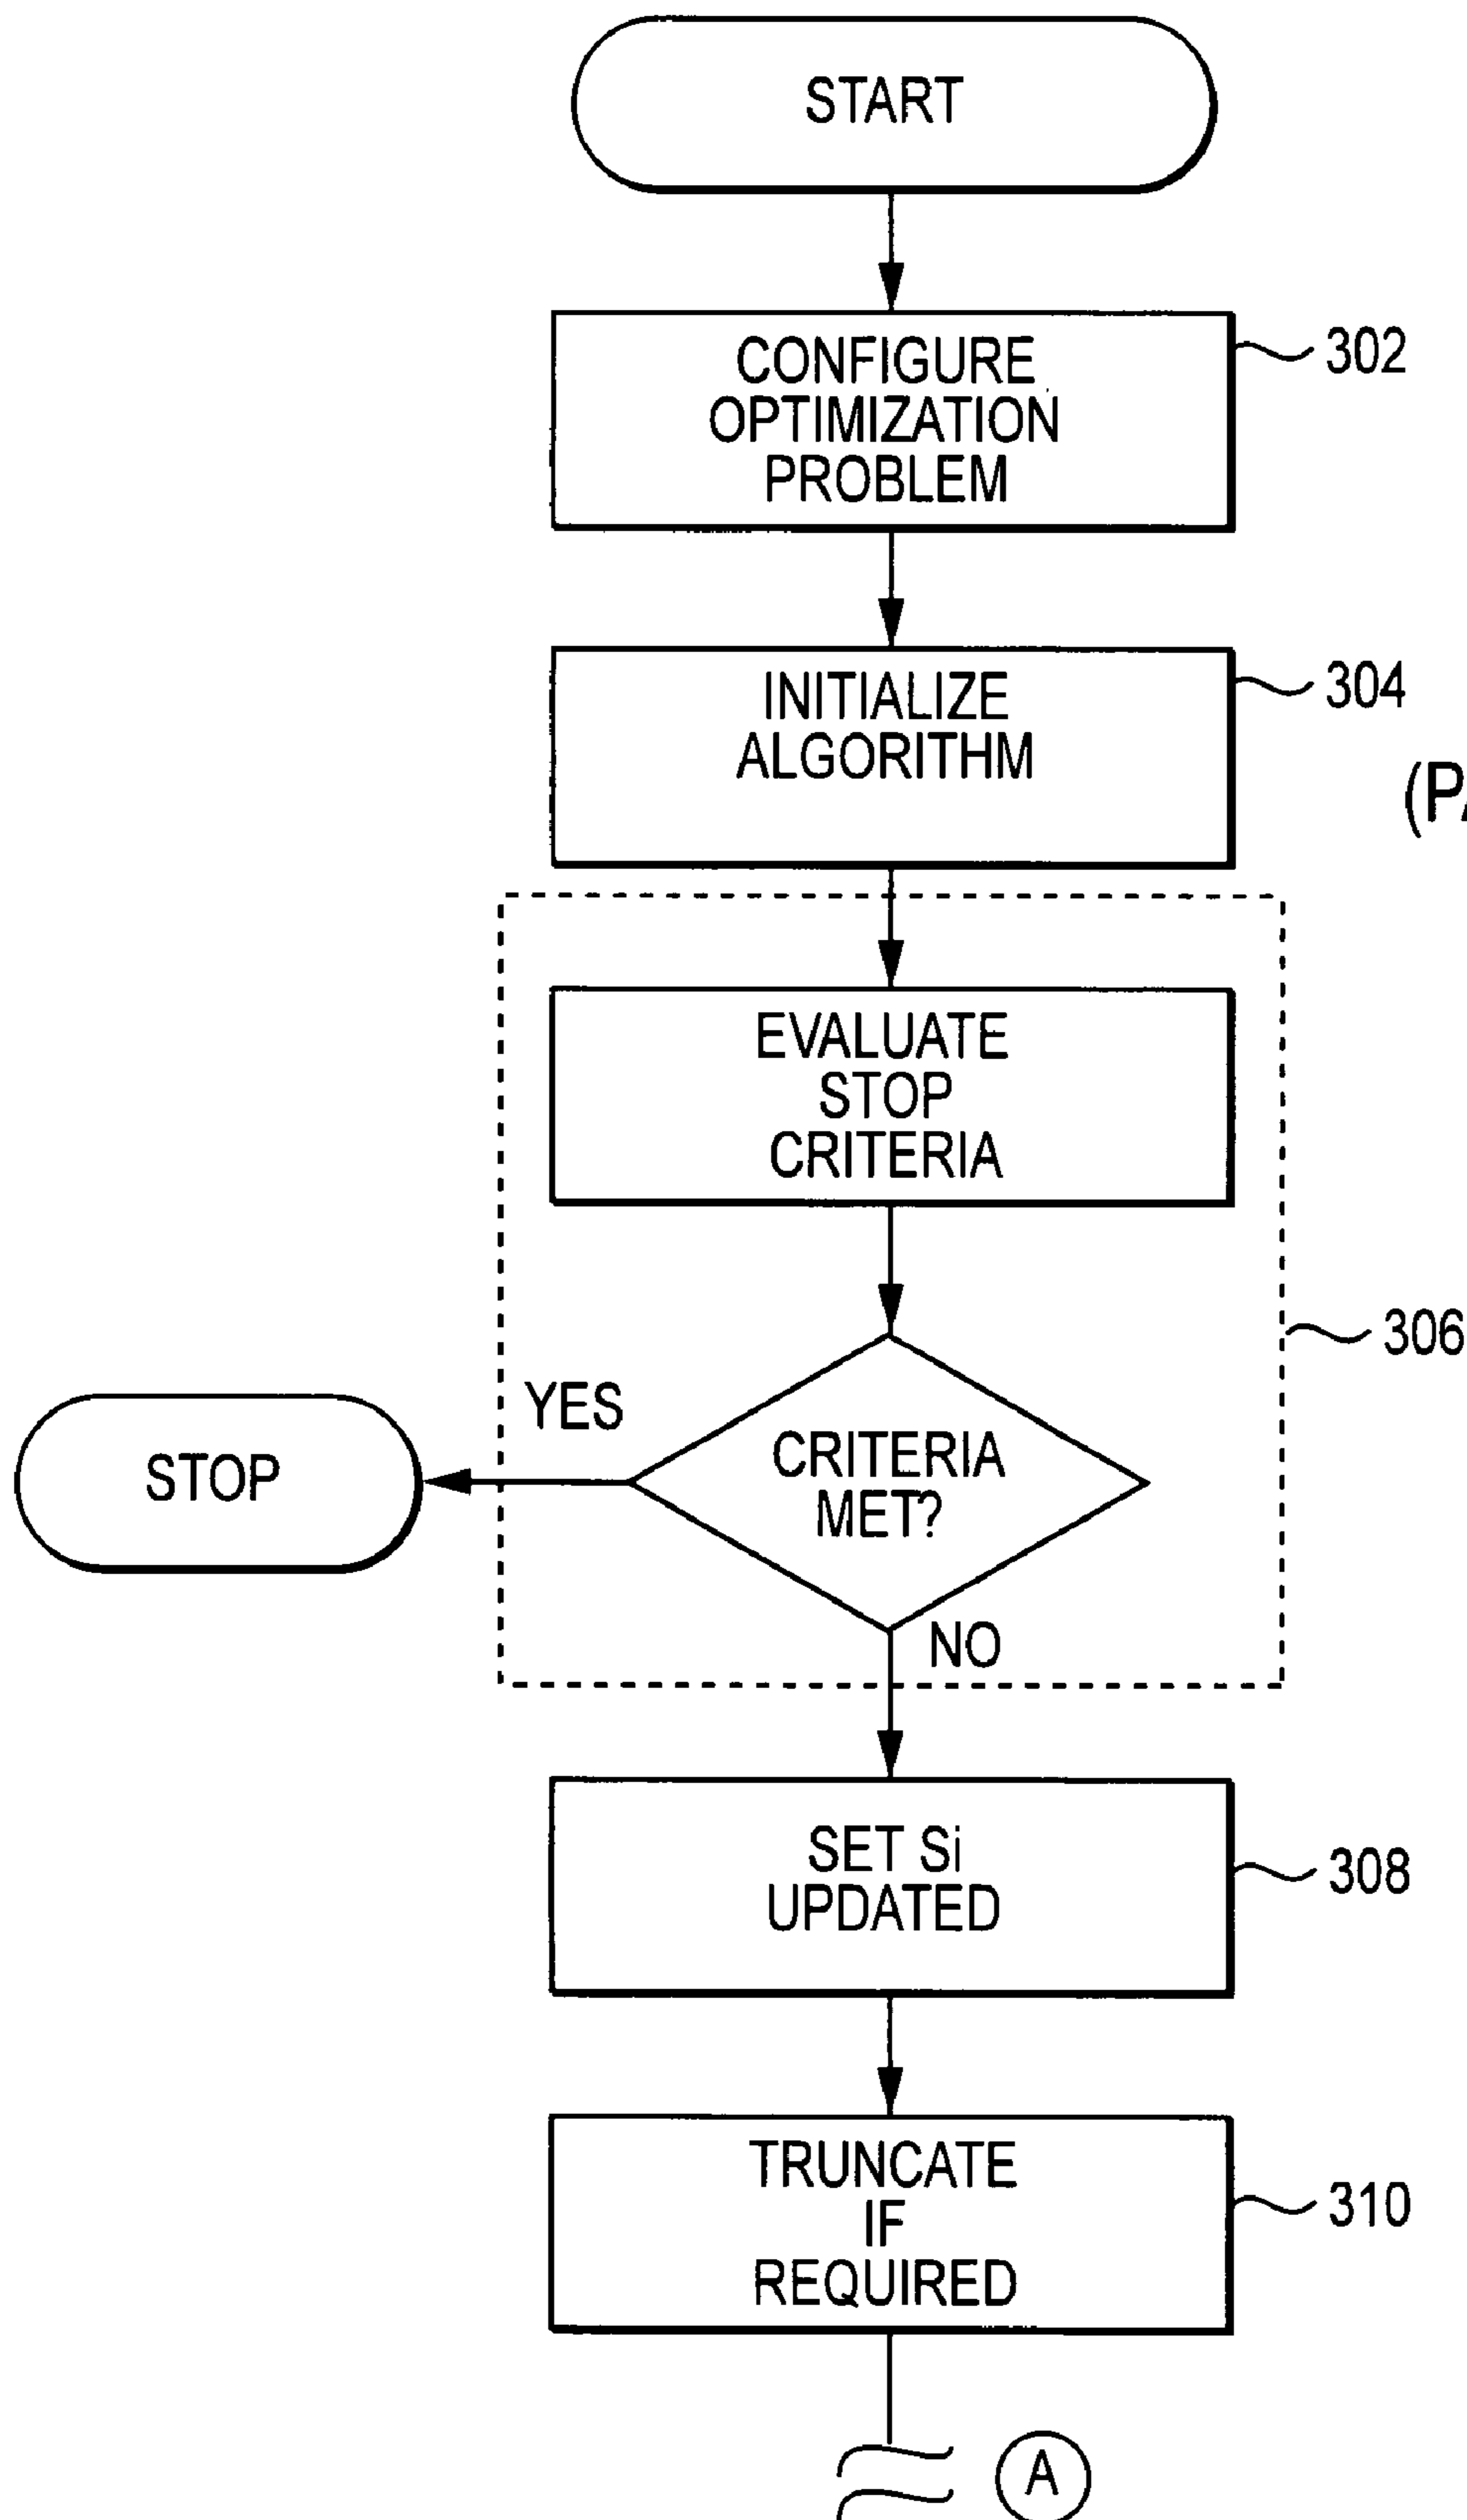 START
CONFIGURE
OPTIMIZATION
PROBLEM
302
INITIALIZE
ALGORITHM
304
EVALUATE
STOP
CRITERIA
306
YES
STOP
CRITERIA
MET?
NO
SET Si
UPDATED
308
TRUNCATE
IF
REQUIRED
310
A